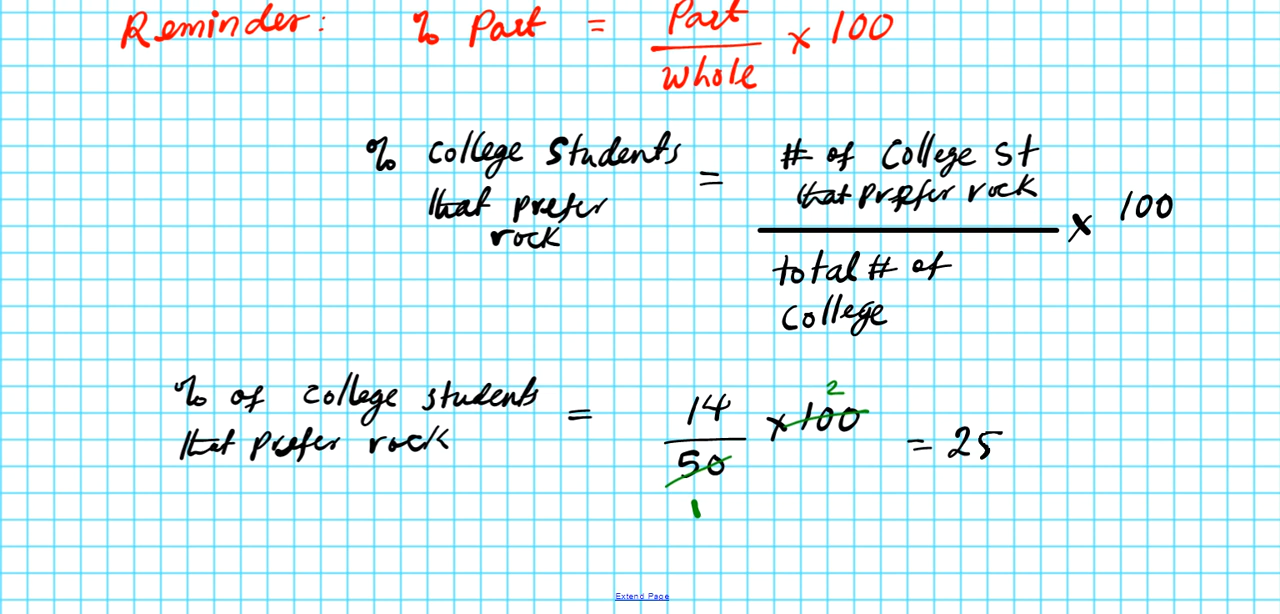 Reminder: % Part = Part / whole × 100
% college students that prefer rock = # of College st that prefer rock / total # of college × 100
% of college students that prefer rock = 14 / 50 × 100 = 25
2
1
Extend Page